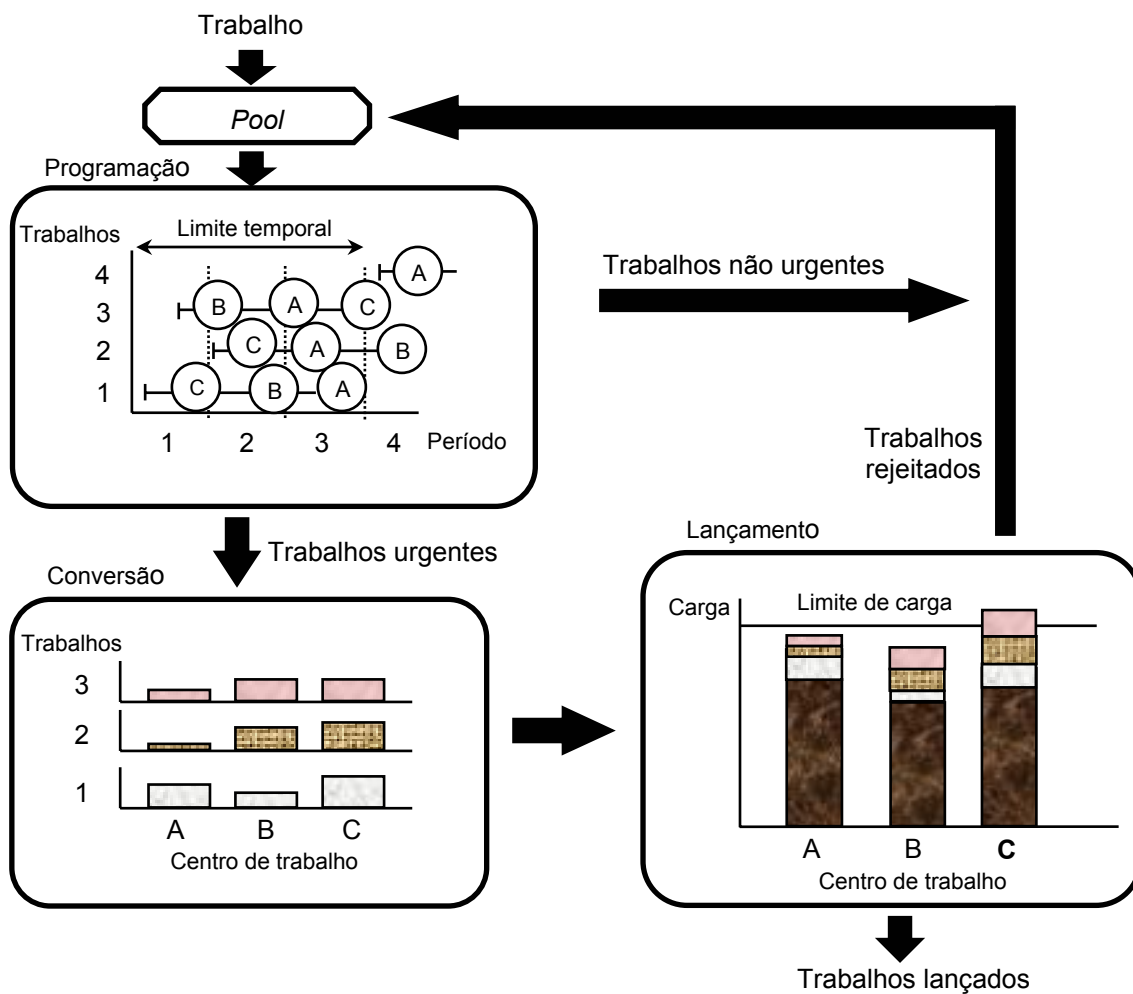 Trabalho
Pool
Programação
Trabalhos
Limite temporal
4
A
3
B A C
2
C A B
1
C B A
1 2 3 4 Período
Trabalhos não urgentes
Trabalhos
rejeitados
Trabalhos urgentes
Conversão
Trabalhos
3
2
1
A B C
Centro de trabalho
Lançamento
Carga
Limite de carga
A B C
Centro de trabalho
Trabalhos lançados